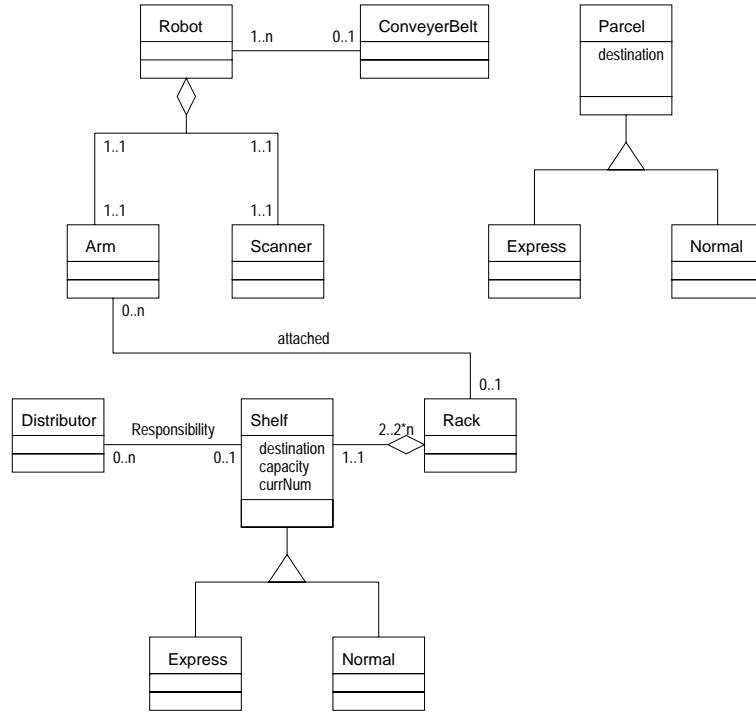 Robot
1..n
0..1
ConveyerBelt
Parcel
destination
1..1
1..1
1..1
1..1
Arm
Scanner
Express
Normal
0..n
attached
0..1
Distributor
Responsibility
0..n
0..1
Shelf
destination
capacity
currNum
2..2*n
1..1
Rack
Express
Normal